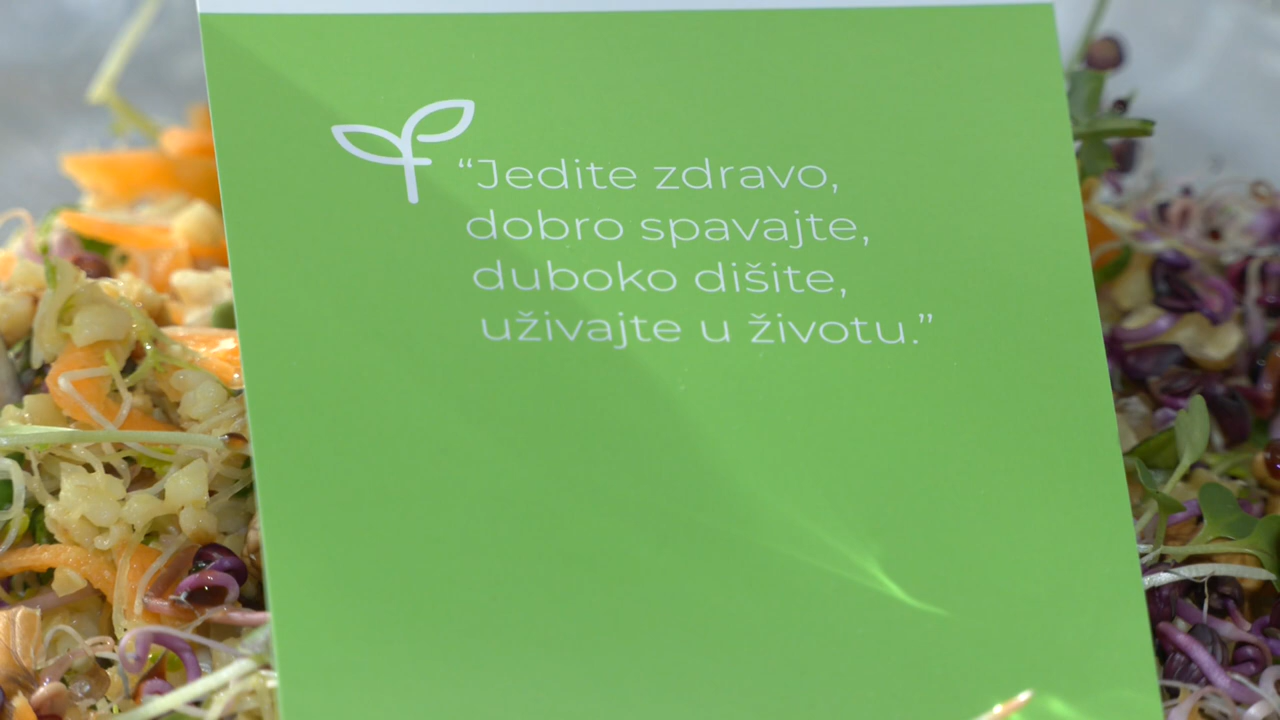 “Jedite zdravo,
dobro spavajte,
duboko dišite,
uživajte u životu.”